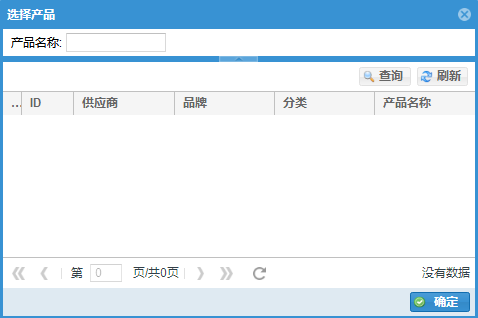 选择产品
产品名称:
查询 刷新
... ID 供应商 品牌 分类 产品名称
第 0 页/共0页 没有数据
确定